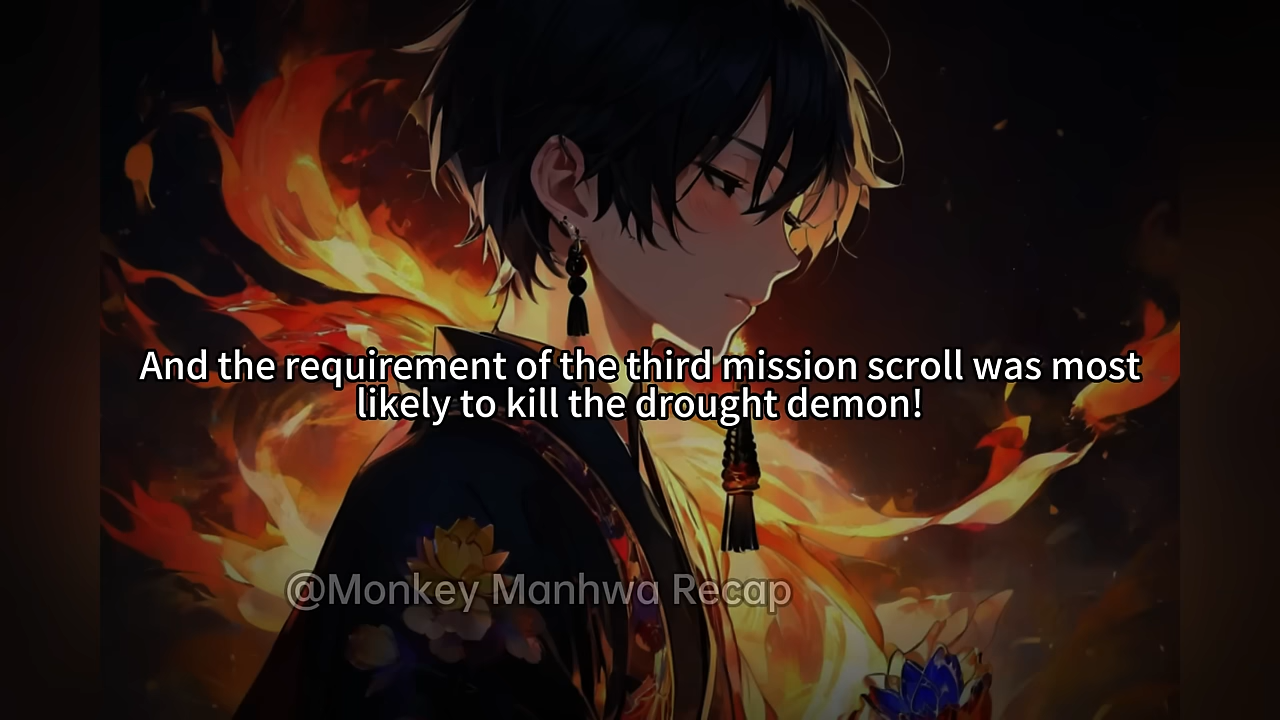 And the requirement of the third mission scroll was most
likely to kill the drought demon!
@Monkey Manhwa Recap